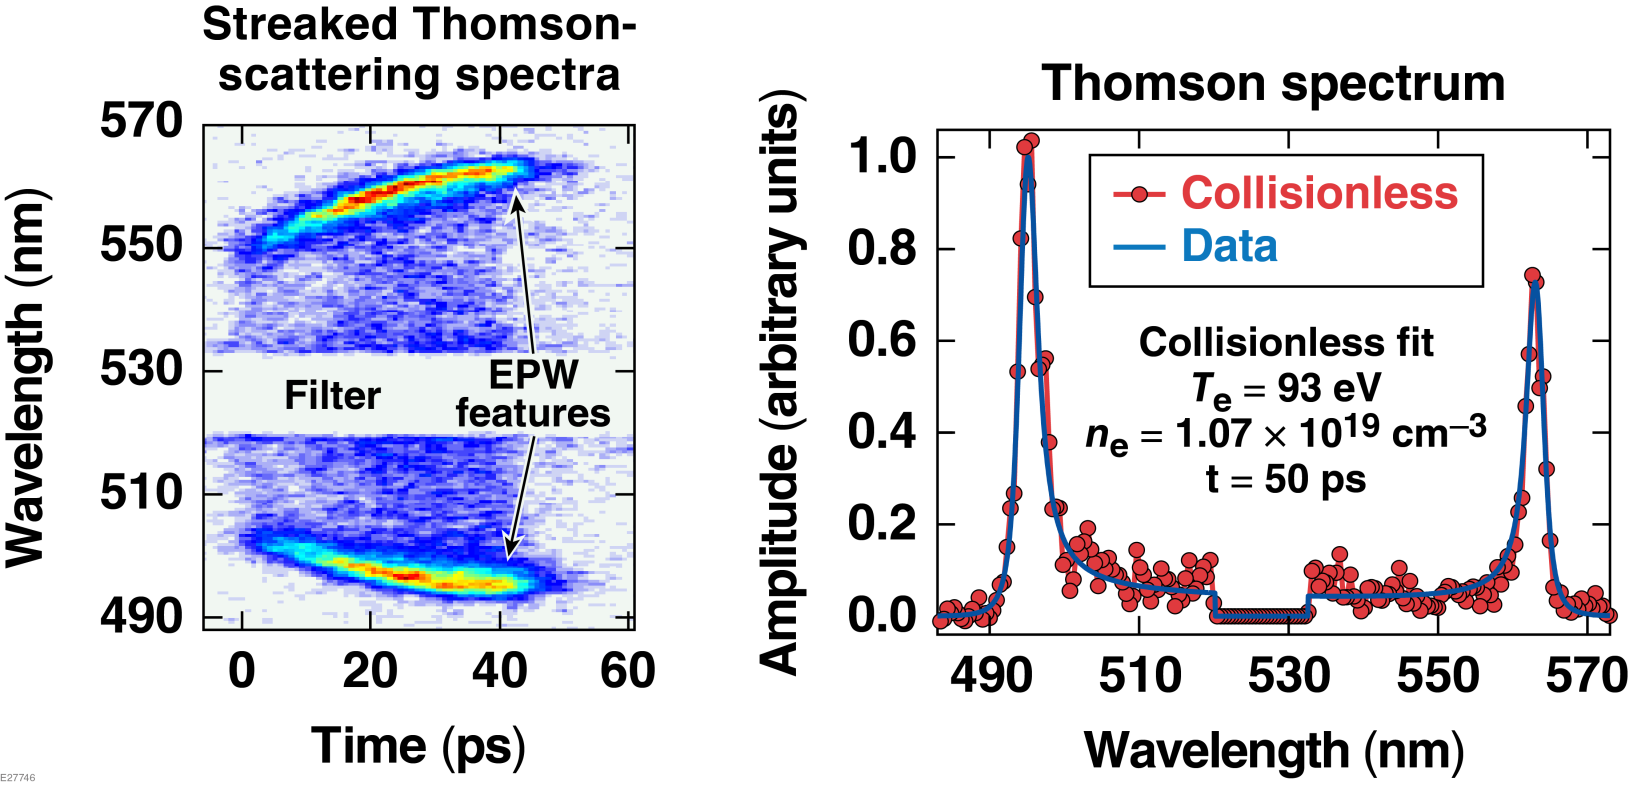 Streaked Thomson-
scattering spectra
570
550
530
510
490
Wavelength (nm)
Filter
EPW
features
0 20 40 60
Time (ps)
Thomson spectrum
1.0
0.8
0.6
0.4
0.2
0.0
Amplitude (arbitrary units)
Collisionless
Data
Collisionless fit
Te = 93 eV
ne = 1.07 × 10¹⁹ cm⁻³
t = 50 ps
490 510 530 550 570
Wavelength (nm)
E27746